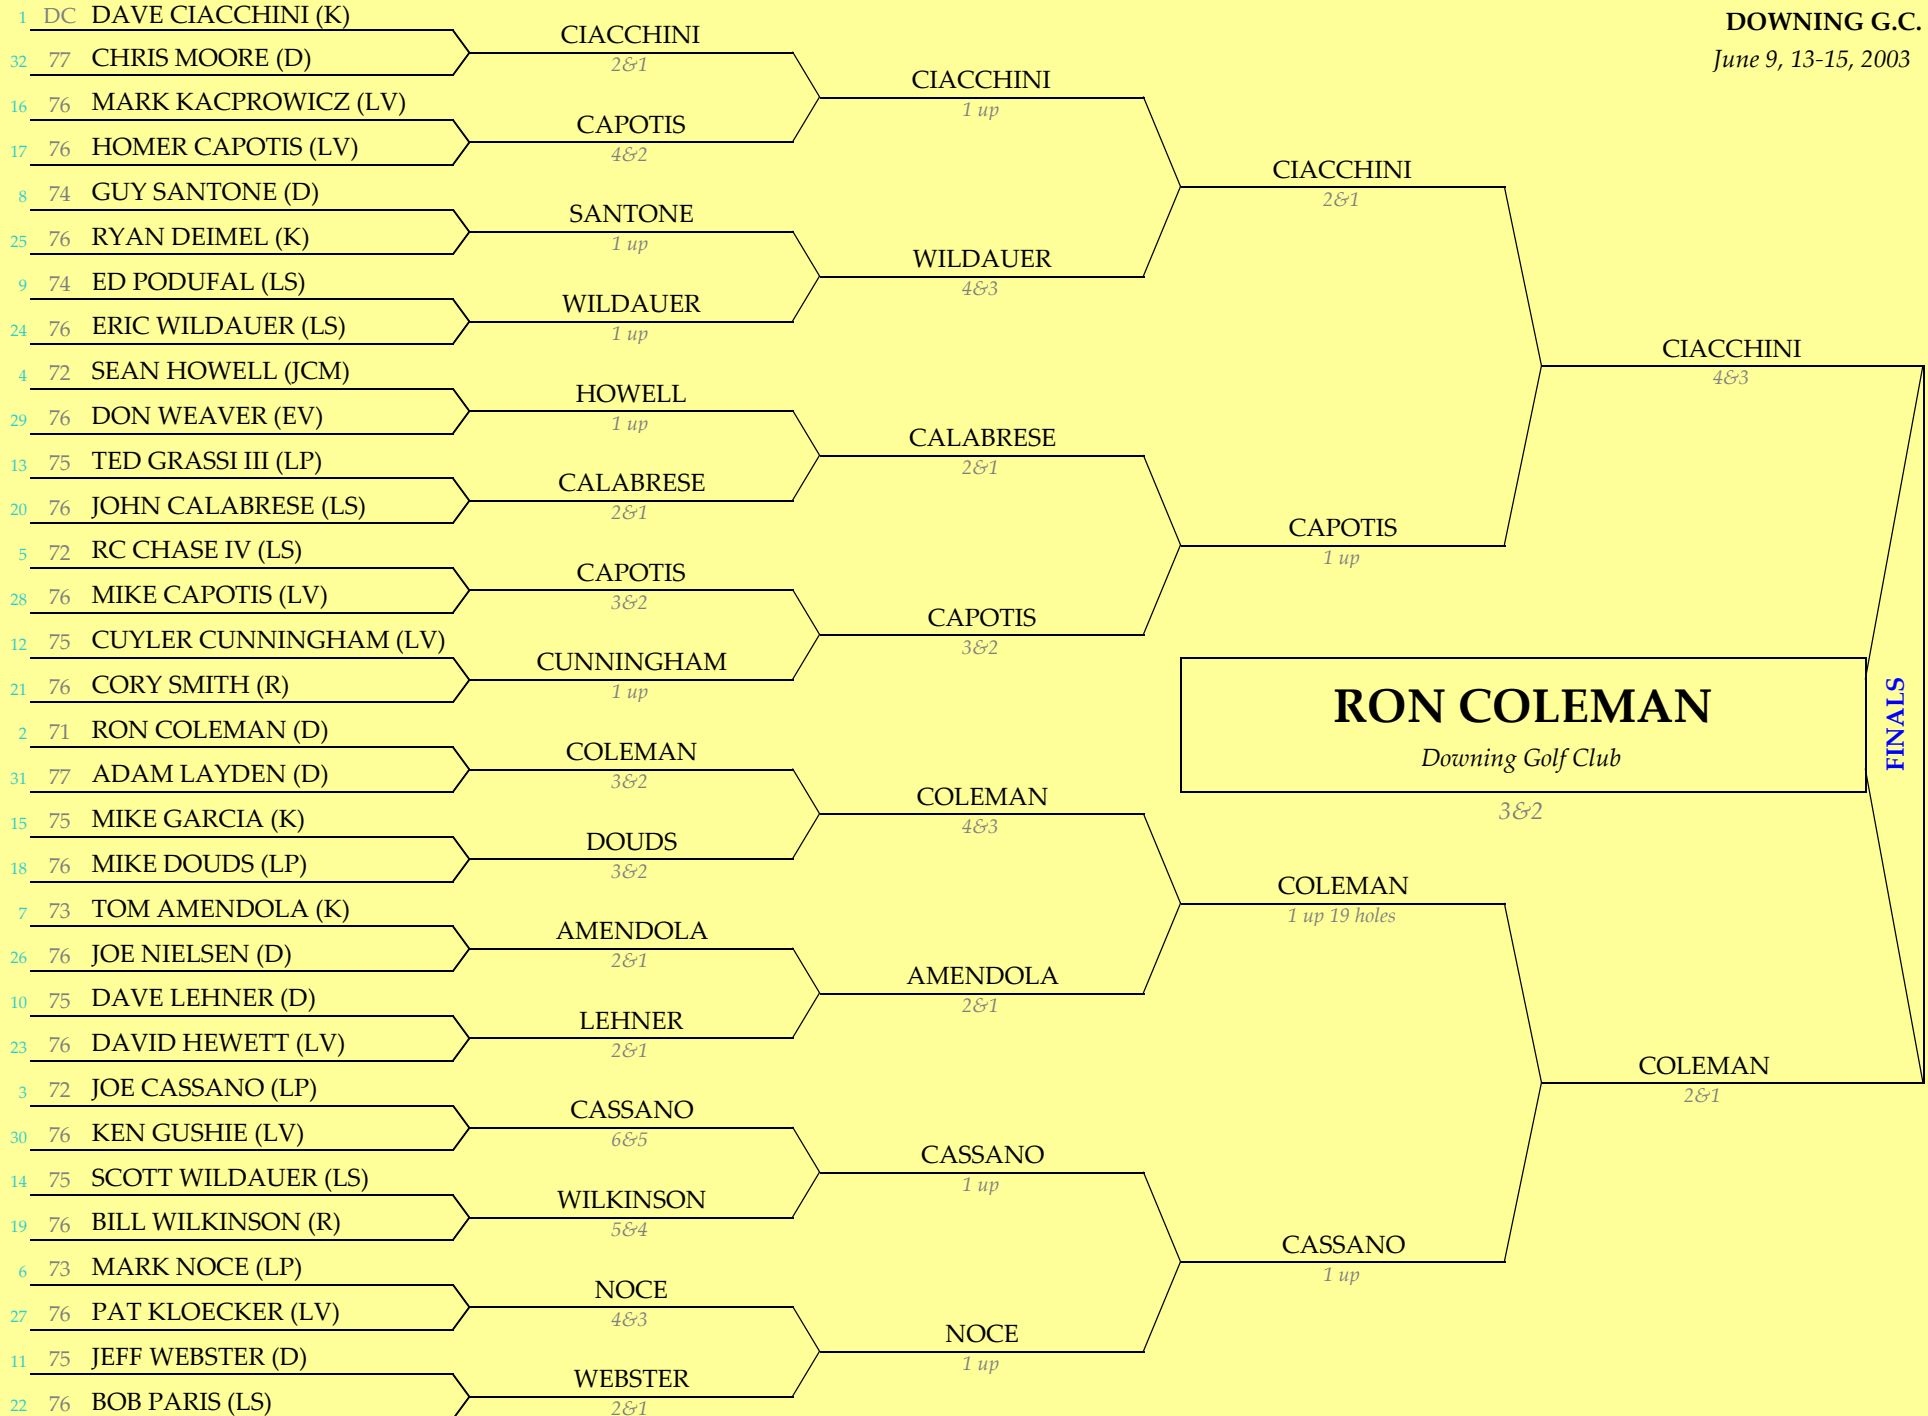 DOWNING G.C.
June 9, 13-15, 2003
1 DC DAVE CIACCHINI (K)
32 77 CHRIS MOORE (D)
16 76 MARK KACPROWICZ (LV)
17 76 HOMER CAPOTIS (LV)
8 74 GUY SANTONE (D)
25 76 RYAN DEIMEL (K)
9 74 ED PODUFAL (LS)
24 76 ERIC WILDAUER (LS)
4 72 SEAN HOWELL (JCM)
29 76 DON WEAVER (EV)
13 75 TED GRASSI III (LP)
20 76 JOHN CALABRESE (LS)
5 72 RC CHASE IV (LS)
28 76 MIKE CAPOTIS (LV)
12 75 CUYLER CUNNINGHAM (LV)
21 76 CORY SMITH (R)
2 71 RON COLEMAN (D)
31 77 ADAM LAYDEN (D)
15 75 MIKE GARCIA (K)
18 76 MIKE DOUDS (LP)
7 73 TOM AMENDOLA (K)
26 76 JOE NIELSEN (D)
10 75 DAVE LEHNER (D)
23 76 DAVID HEWETT (LV)
3 72 JOE CASSANO (LP)
30 76 KEN GUSHIE (LV)
14 75 SCOTT WILDAUER (LS)
19 76 BILL WILKINSON (R)
6 73 MARK NOCE (LP)
27 76 PAT KLOECKER (LV)
11 75 JEFF WEBSTER (D)
22 76 BOB PARIS (LS)
CIACCHINI
2&1
CAPOTIS
4&2
SANTONE
1 up
WILDAUER
1 up
HOWELL
1 up
CALABRESE
2&1
CAPOTIS
3&2
CUNNINGHAM
1 up
COLEMAN
3&2
DOUDS
3&2
AMENDOLA
2&1
LEHNER
2&1
CASSANO
6&5
WILKINSON
5&4
NOCE
4&3
WEBSTER
2&1
CIACCHINI
1 up
WILDAUER
4&3
CALABRESE
2&1
CAPOTIS
3&2
COLEMAN
4&3
AMENDOLA
2&1
CASSANO
1 up
NOCE
1 up
CIACCHINI
2&1
CAPOTIS
1 up
COLEMAN
1 up 19 holes
CASSANO
1 up
CIACCHINI
4&3
COLEMAN
2&1
FINALS
RON COLEMAN
Downing Golf Club
3&2